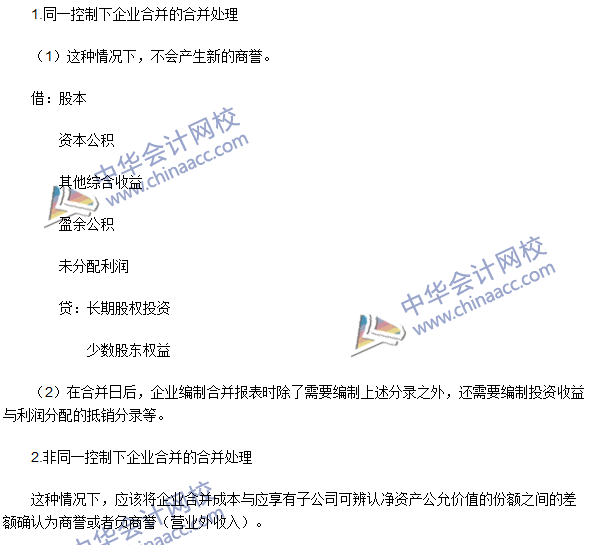 1.同一控制下企业合并的合并处理
（1）这种情况下，不会产生新的商誉。
借：股本
资本公积
其他综合收益
盈余公积
未分配利润
贷：长期股权投资
少数股东权益
（2）在合并日后，企业编制合并报表时除了需要编制上述分录之外，还需要编制投资收益
与利润分配的抵销分录等。
2.非同一控制下企业合并的合并处理
这种情况下，应该将企业合并成本与应享有子公司可辨认净资产公允价值的份额之间的差
额确认为商誉或者负商誉（营业外收入）。
中华会计网校
www.chinaacc.com
中华会计网校
www.chinaacc.com
中华会计网校
www.chinaacc.com